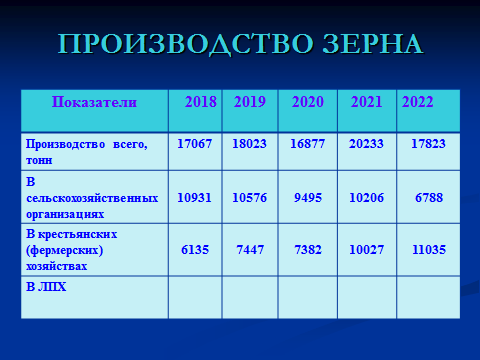 ПРОИЗВОДСТВО ЗЕРНА
Показатели 2018 2019 2020 2021 2022
Производство всего, 17067 18023 16877 20233 17823
тонн
В
сельскохозяйственных 10931 10576 9495 10206 6788
организациях
В крестьянских
(фермерских) 6135 7447 7382 10027 11035
хозяйствах
В ЛПХ